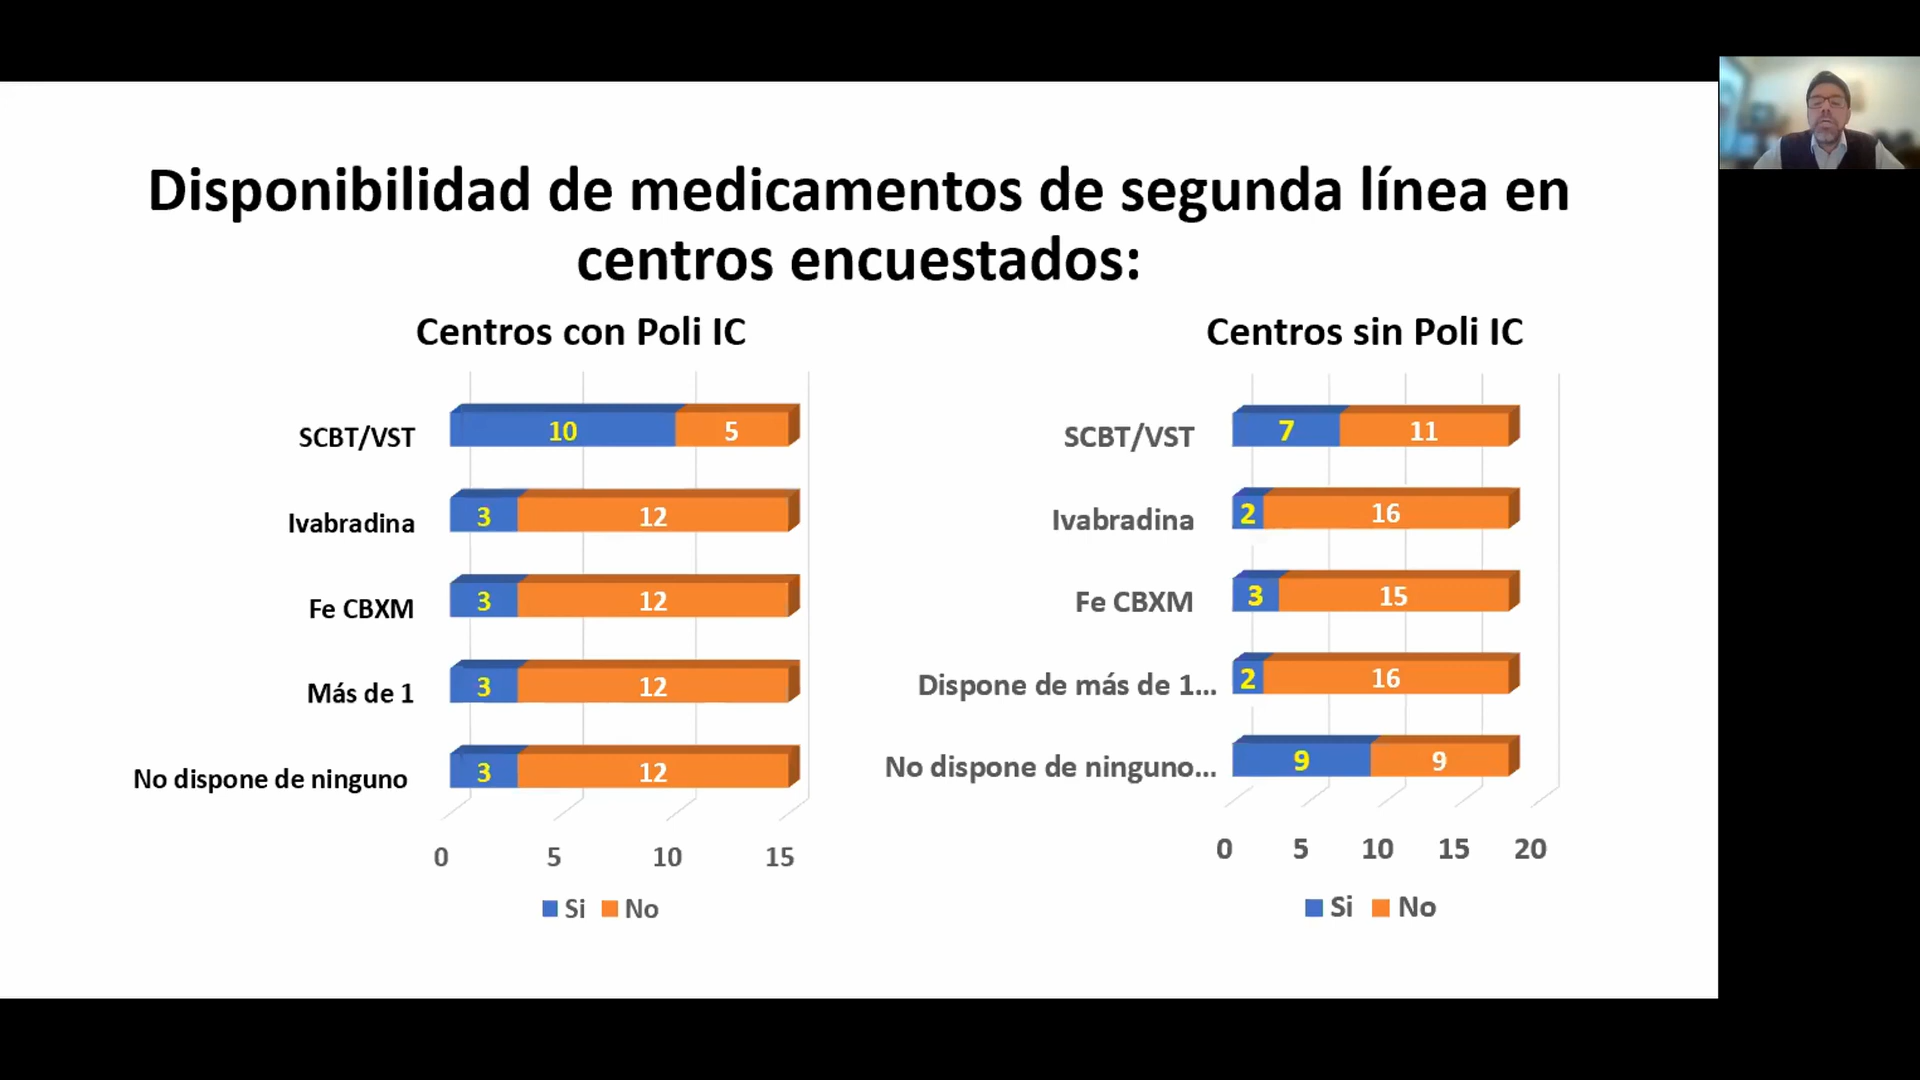 Disponibilidad de medicamentos de segunda línea en
centros encuestados:
Centros con Poli IC
SCBT/VST
10
5
Ivabradina
3
12
Fe CBXM
3
12
Más de 1
3
12
No dispone de ninguno
3
12
0 5 10 15
Si No
Centros sin Poli IC
SCBT/VST
7
11
Ivabradina
2
16
Fe CBXM
3
15
Dispone de más de 1...
2
16
No dispone de ninguno...
9
9
0 5 10 15 20
Si No